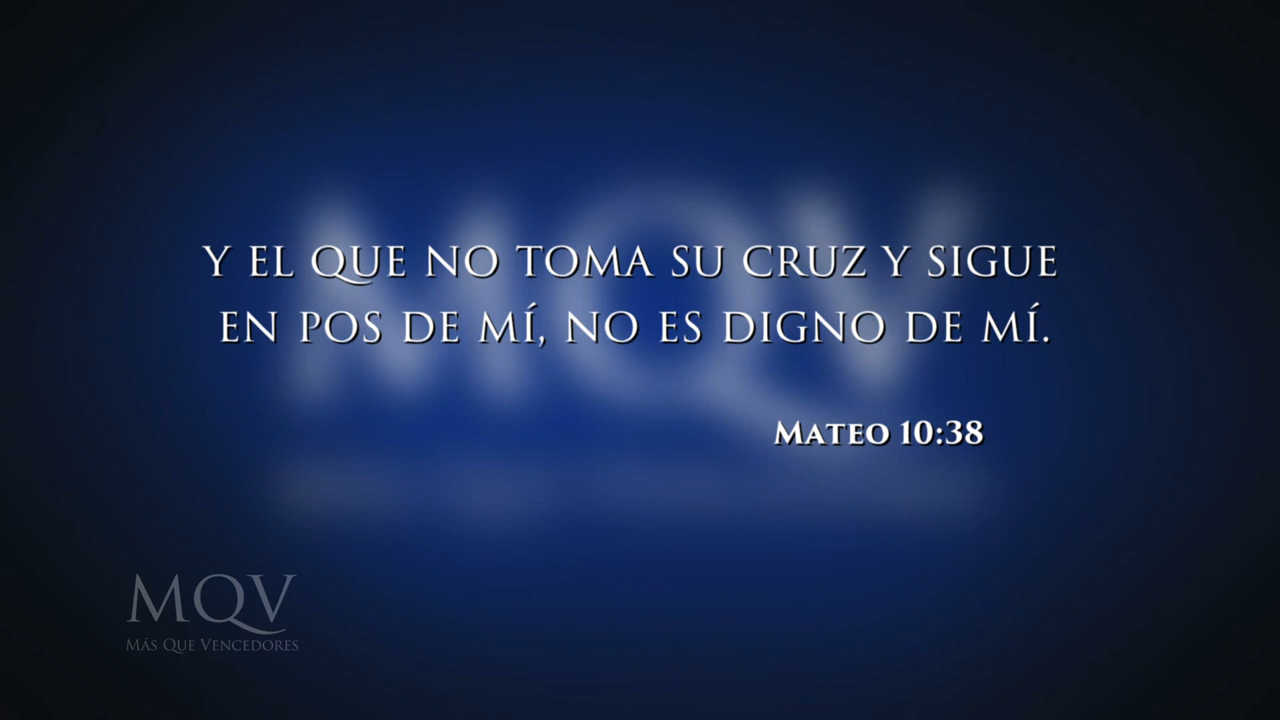 Y EL QUE NO TOMA SU CRUZ Y SIGUE
EN POS DE MÍ, NO ES DIGNO DE MÍ.
MATEO 10:38
MQV
MÁS QUE VENCEDORES